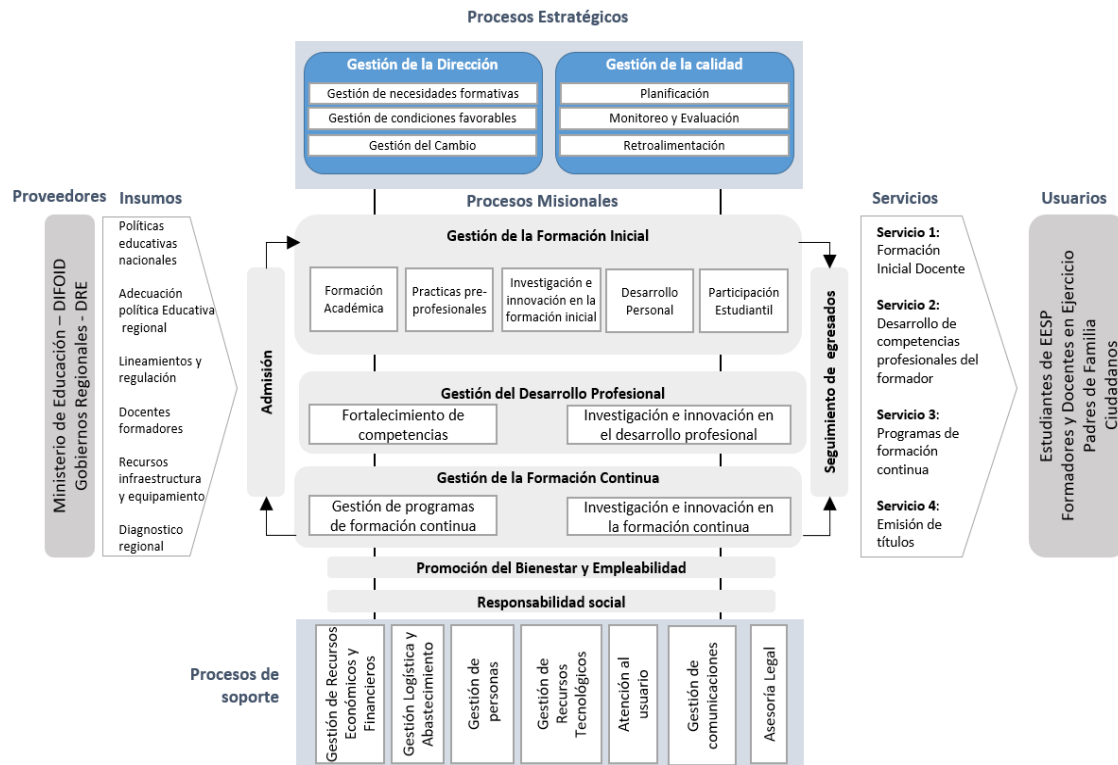 Procesos Estratégicos
Gestión de la Dirección
Gestión de necesidades formativas
Gestión de condiciones favorables
Gestión del Cambio
Gestión de la calidad
Planificación
Monitoreo y Evaluación
Retroalimentación
Proveedores
Ministerio de Educación – DIFOID
Gobiernos Regionales - DRE
Insumos
Políticas
educativas
nacionales
Adecuación
política Educativa
regional
Lineamientos y
regulación
Docentes
formadores
Recursos
infraestructura
y equipamiento
Diagnostico
regional
Procesos Misionales
Admisión
Gestión de la Formación Inicial
Formación
Académica
Practicas pre-
profesionales
Investigación e
innovación en la
formación inicial
Desarrollo
Personal
Participación
Estudiantil
Gestión del Desarrollo Profesional
Fortalecimiento de
competencias
Investigación e innovación en
el desarrollo profesional
Gestión de la Formación Continua
Gestión de programas
de formación continua
Investigación e innovación en
la formación continua
Seguimiento de egresados
Promoción del Bienestar y Empleabilidad
Responsabilidad social
Servicios
Servicio 1:
Formación
Inicial Docente
Servicio 2:
Desarrollo de
competencias
profesionales del
formador
Servicio 3:
Programas de
formación
continua
Servicio 4:
Emisión de
títulos
Usuarios
Estudiantes de EESP
Formadores y Docentes en Ejercicio
Padres de Familia
Ciudadanos
Procesos de
soporte
Gestión de Recursos
Económicos y
Financieros
Gestión Logística y
Abastecimiento
Gestión de
personas
Gestión de
Recursos
Tecnológicos
Atención al
usuario
Gestión de
comunicaciones
Asesoría Legal